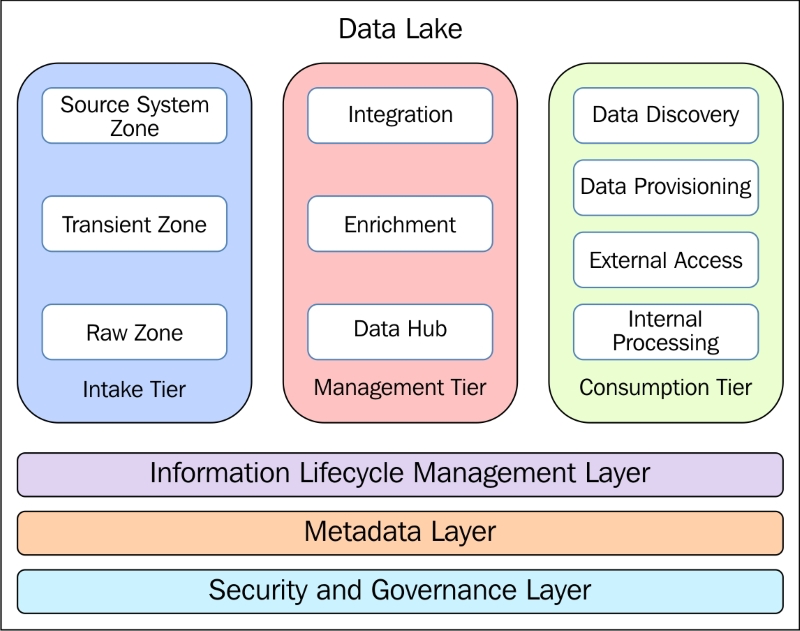 Data Lake
Source System
Zone
Transient Zone
Raw Zone
Intake Tier
Integration
Enrichment
Data Hub
Management Tier
Data Discovery
Data Provisioning
External Access
Internal
Processing
Consumption Tier
Information Lifecycle Management Layer
Metadata Layer
Security and Governance Layer